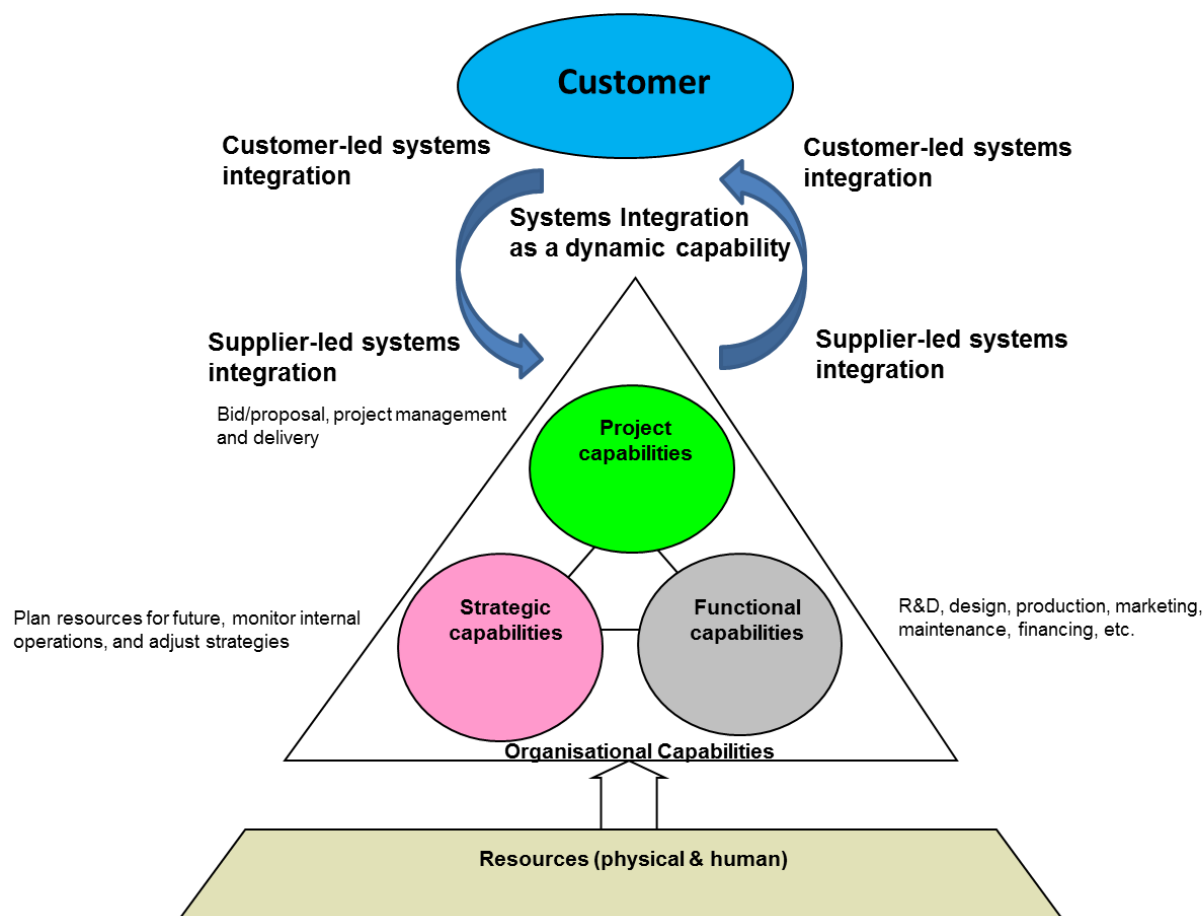 Customer
Customer-led systems
integration
Customer-led systems
integration
Systems Integration
as a dynamic capability
Supplier-led systems
integration
Supplier-led systems
integration
Bid/proposal, project management
and delivery
Project
capabilities
Strategic
capabilities
Functional
capabilities
Plan resources for future, monitor internal
operations, and adjust strategies
R&D, design, production, marketing,
maintenance, financing, etc.
Organisational Capabilities
Resources (physical & human)